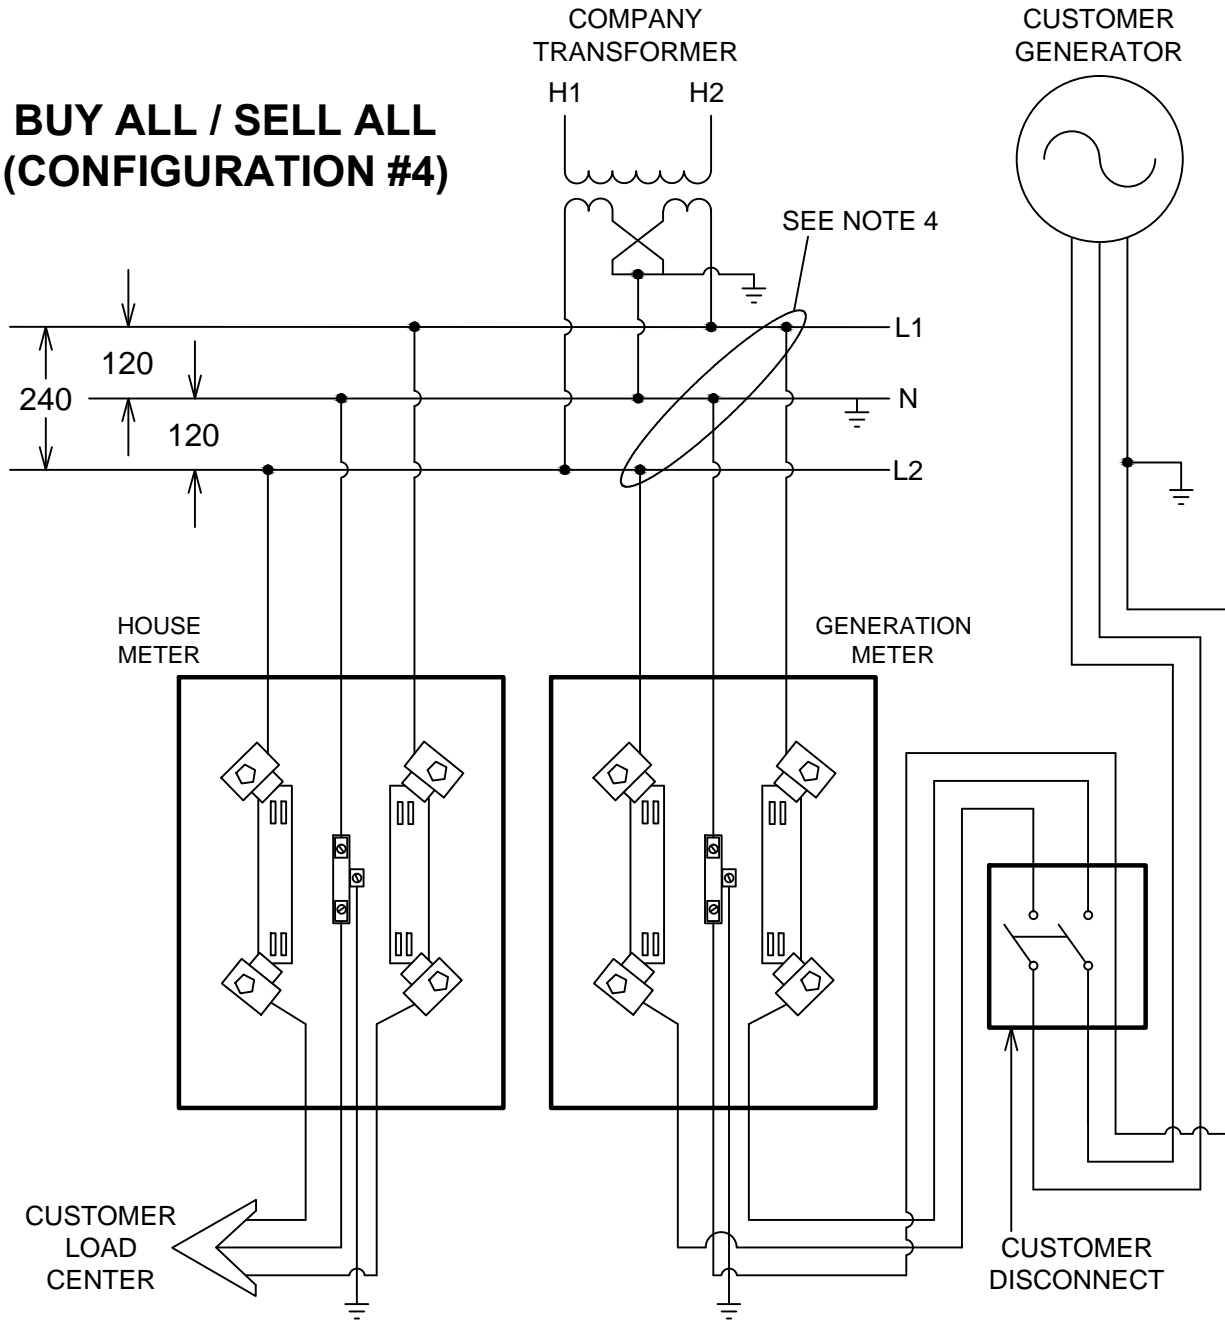 COMPANY
TRANSFORMER
CUSTOMER
GENERATOR
H1
H2
BUY ALL / SELL ALL
(CONFIGURATION #4)
SEE NOTE 4
L1
120
240
N
120
L2
HOUSE
METER
GENERATION
METER
CUSTOMER
LOAD
CENTER
CUSTOMER
DISCONNECT